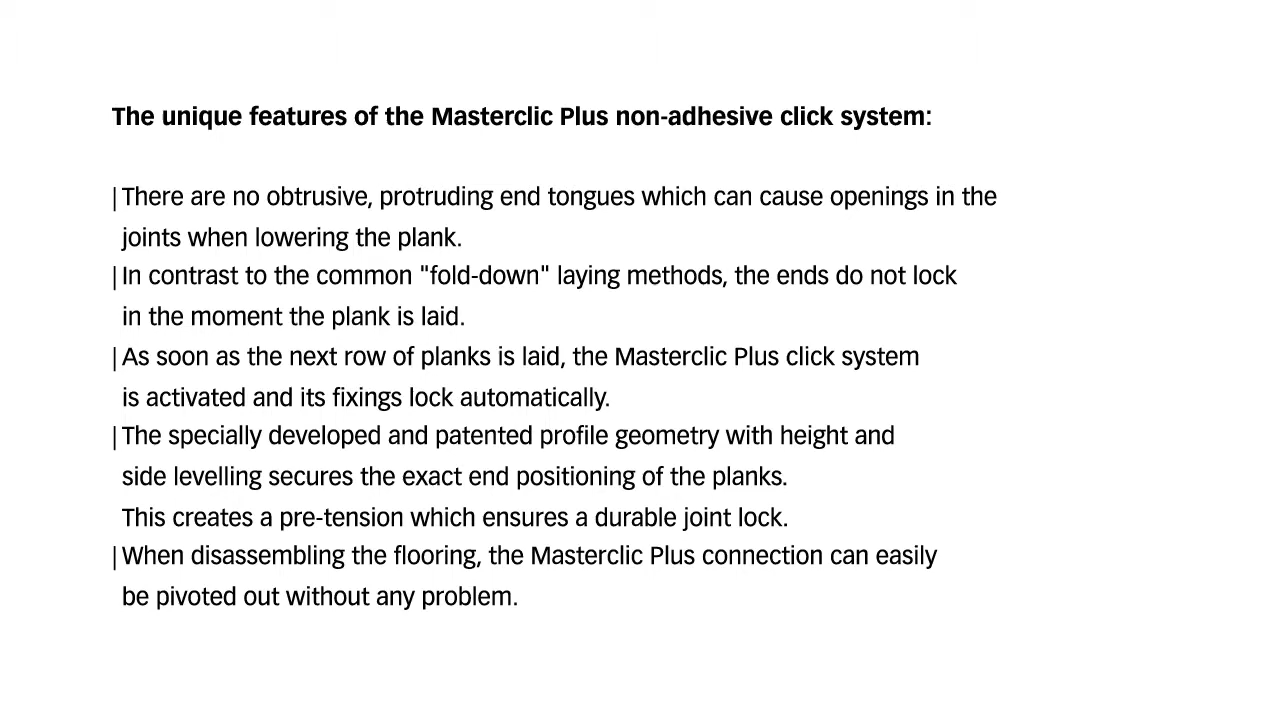 The unique features of the Masterclic Plus non-adhesive click system:
| There are no obtrusive, protruding end tongues which can cause openings in the
joints when lowering the plank.
| In contrast to the common "fold-down" laying methods, the ends do not lock
in the moment the plank is laid.
| As soon as the next row of planks is laid, the Masterclic Plus click system
is activated and its fixings lock automatically.
| The specially developed and patented profile geometry with height and
side levelling secures the exact end positioning of the planks.
This creates a pre-tension which ensures a durable joint lock.
| When disassembling the flooring, the Masterclic Plus connection can easily
be pivoted out without any problem.